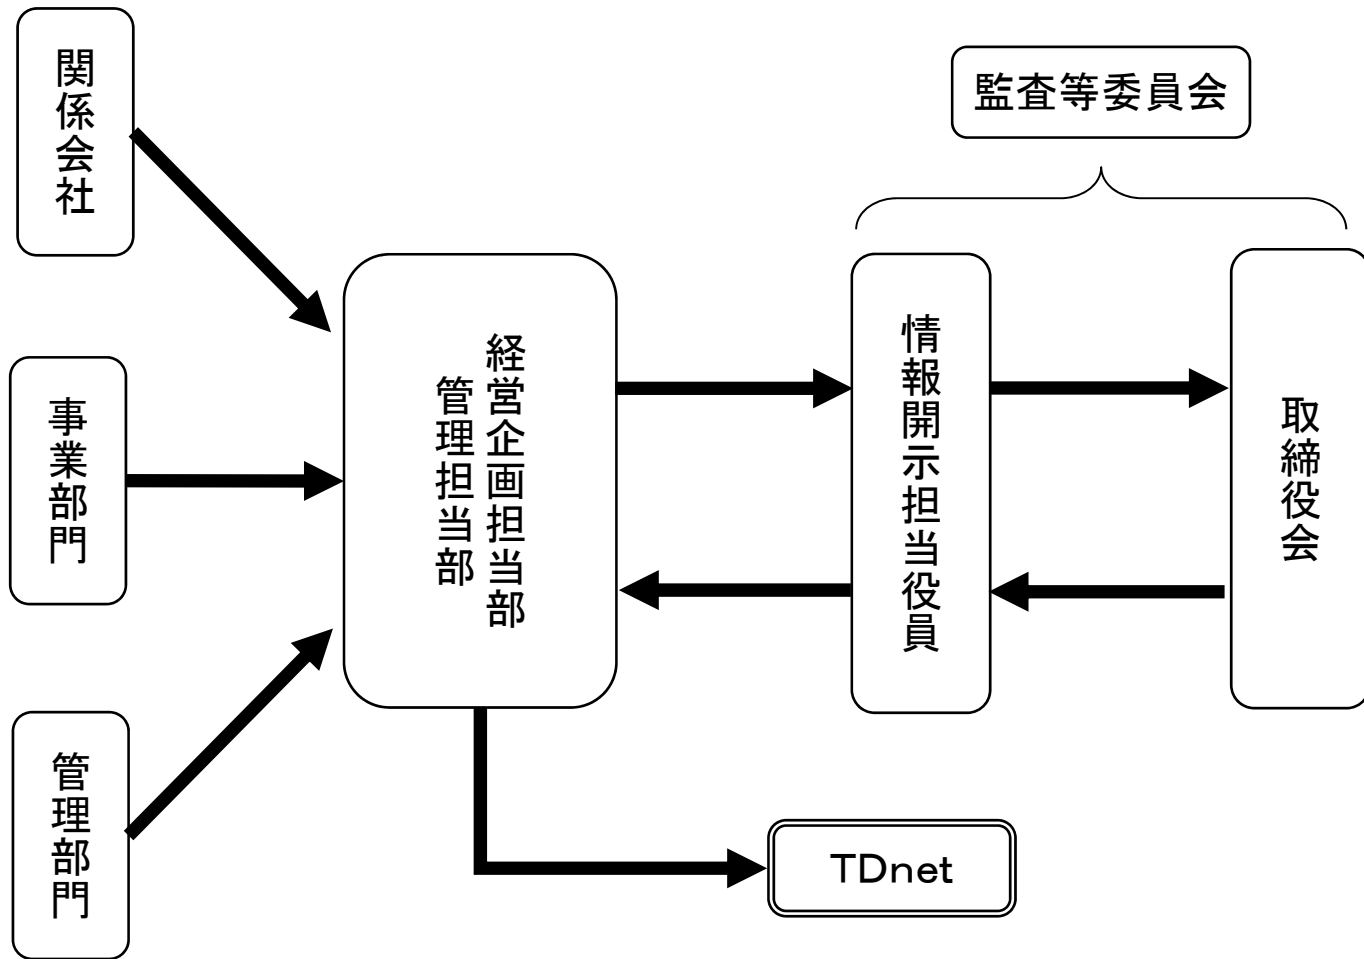 関係会社
監査等委員会
経営企画担当部
管理担当部
情報開示担当役員
取締役会
事業部門
管理部門
TDnet